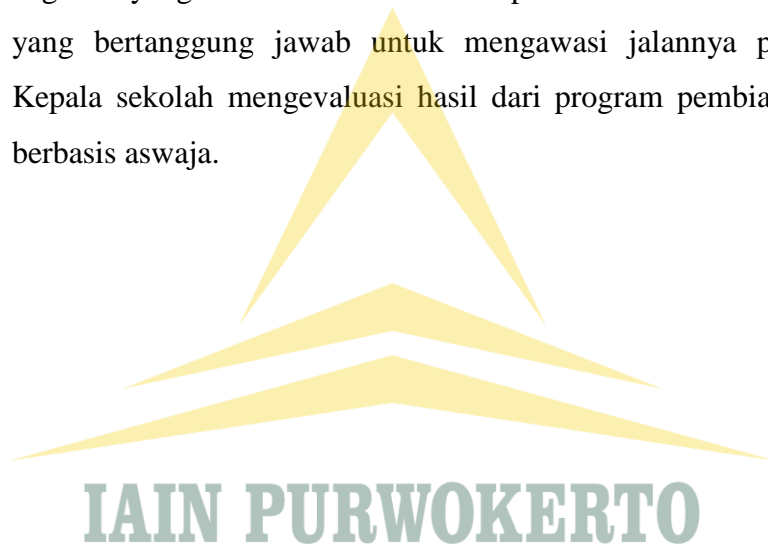 yang bertanggung jawab untuk mengawasi jalannya
Kepala sekolah mengevaluasi hasil dari program
berbasis aswaja.
IAIN PURWOKERTO